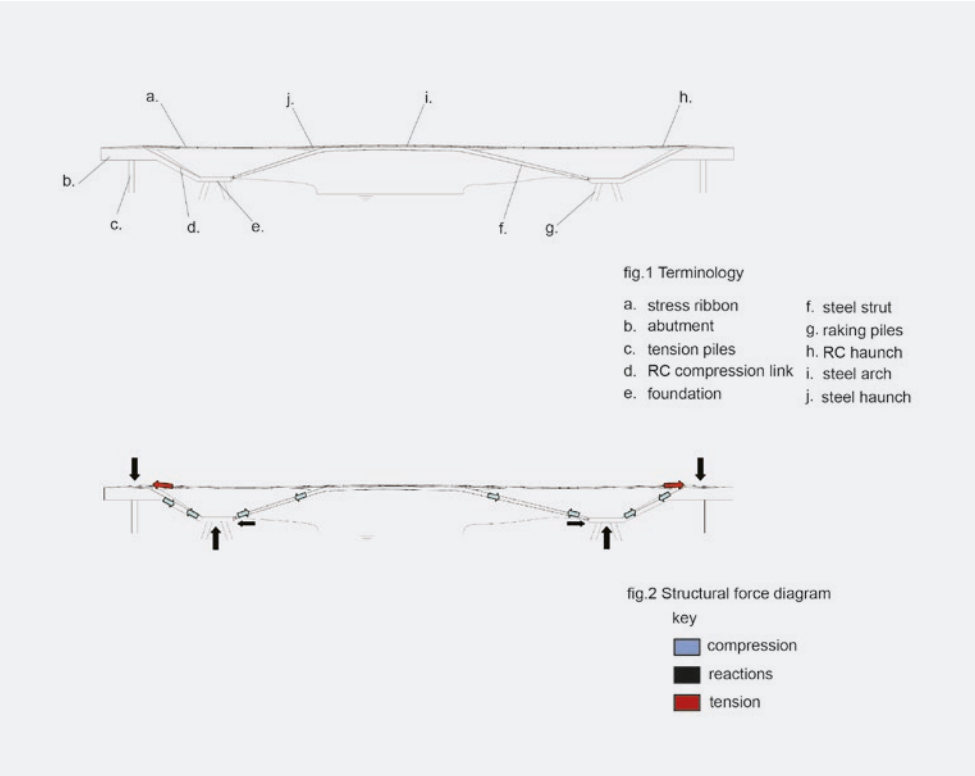 a.
j.
i.
h.
b.
c.
d.
e.
f.
g.
fig.1 Terminology
a. stress ribbon
b. abutment
c. tension piles
d. RC compression link
e. foundation
f. steel strut
g. raking piles
h. RC haunch
i. steel arch
j. steel haunch
fig.2 Structural force diagram
key
compression
reactions
tension